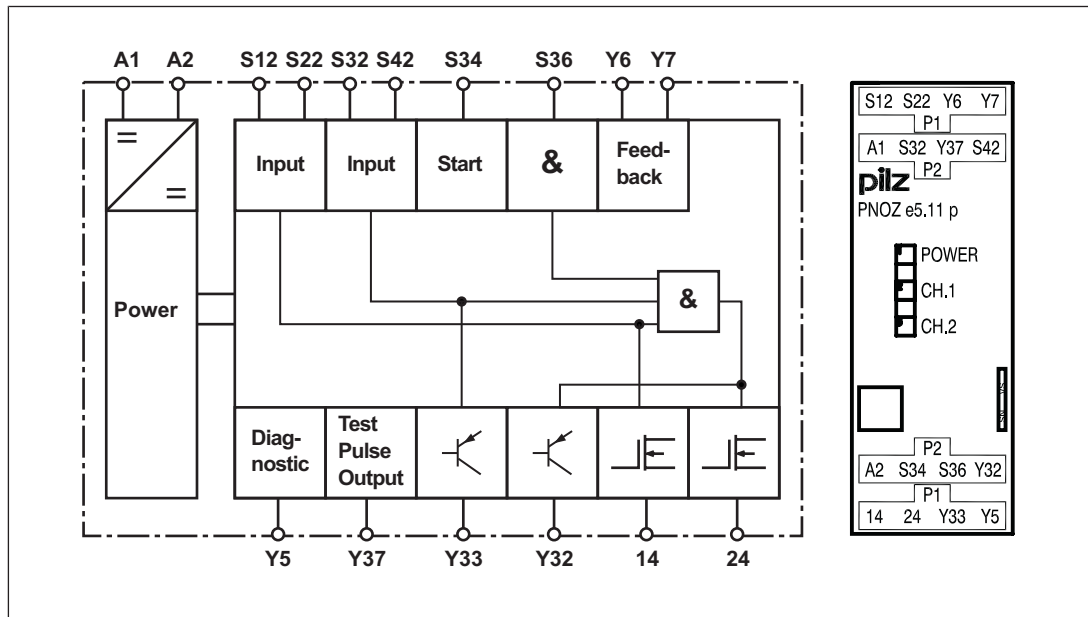 A1 A2 S12 S22 S32 S42 S34 S36 Y6 Y7
= 
=
Input
Input
Start
&
Feed-
back
Power
&
Diag-
nostic
Test
Pulse
Output
Y5 Y37 Y33 Y32 14 24
S12 S22 Y6 Y7
P1
A1 S32 Y37 S42
P2
pilz
PNOZ e5.11 p
POWER
CH.1
CH.2
P2
A2 S34 S36 Y32
P1
14 24 Y33 Y5